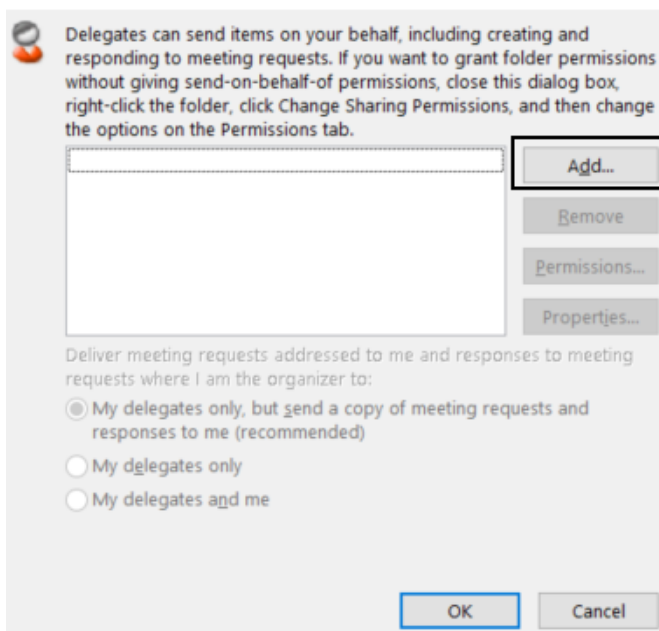 Delegates can send items on your behalf, including creating and
responding to meeting requests. If you want to grant folder permissions
without giving send-on-behalf-of permissions, close this dialog box,
right-click the folder, click Change Sharing Permissions, and then change
the options on the Permissions tab.
Add...
Remove
Permissions...
Properties...
Deliver meeting requests addressed to me and responses to meeting
requests where I am the organizer to:
My delegates only, but send a copy of meeting requests and
responses to me (recommended)
My delegates only
My delegates and me
OK
Cancel